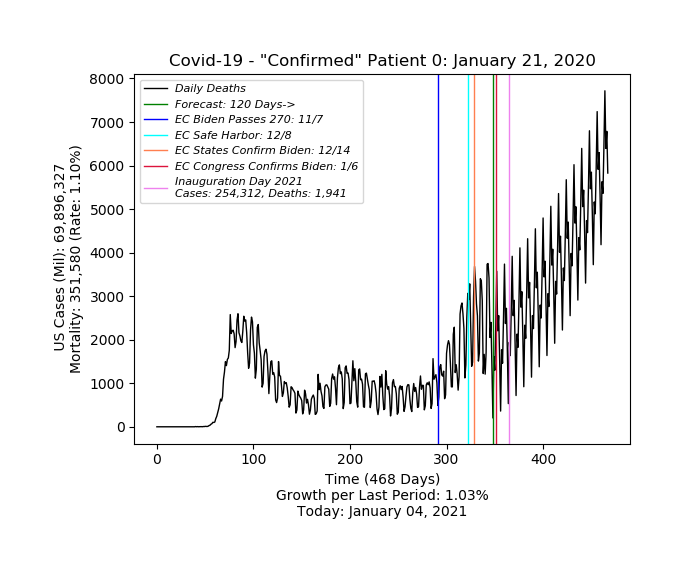 Covid-19 - "Confirmed" Patient 0: January 21, 2020
8000
7000
6000
5000
4000
3000
2000
1000
0
US Cases (Mil): 69,896,327
Mortality: 351,580 (Rate: 1.10%)
Daily Deaths
Forecast: 120 Days->
EC Biden Passes 270: 11/7
EC Safe Harbor: 12/8
EC States Confirm Biden: 12/14
EC Congress Confirms Biden: 1/6
Inauguration Day 2021
Cases: 254,312, Deaths: 1,941
0 100 200 300 400
Time (468 Days)
Growth per Last Period: 1.03%
Today: January 04, 2021